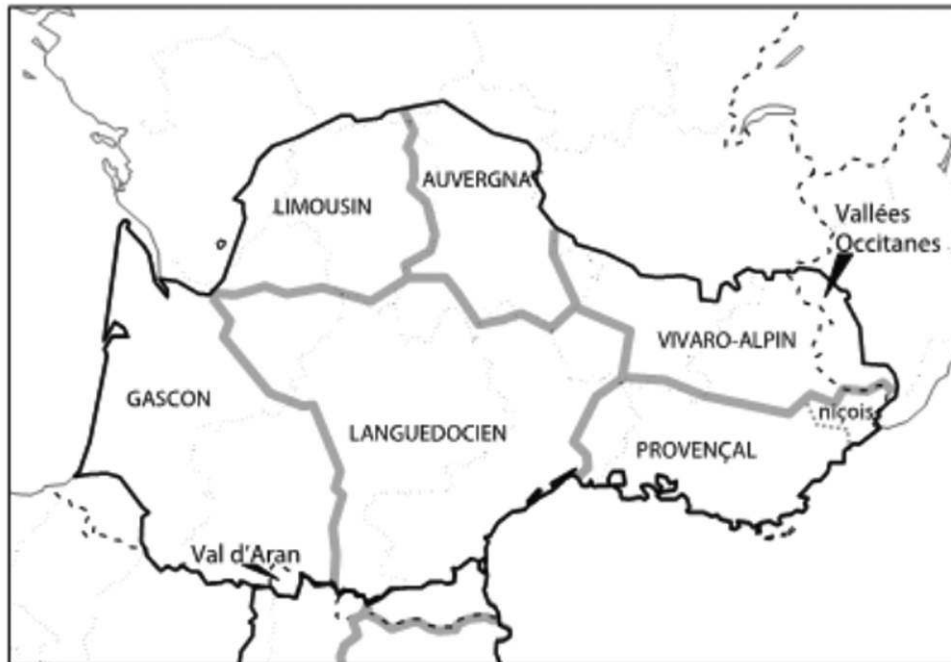 AUVERGNA
LIMOUSIN
Vallées
Occitanes
VIVARO-ALPIN
GASCON
niçois
LANGUEDOCIEN
PROVENÇAL
Val d'Aran